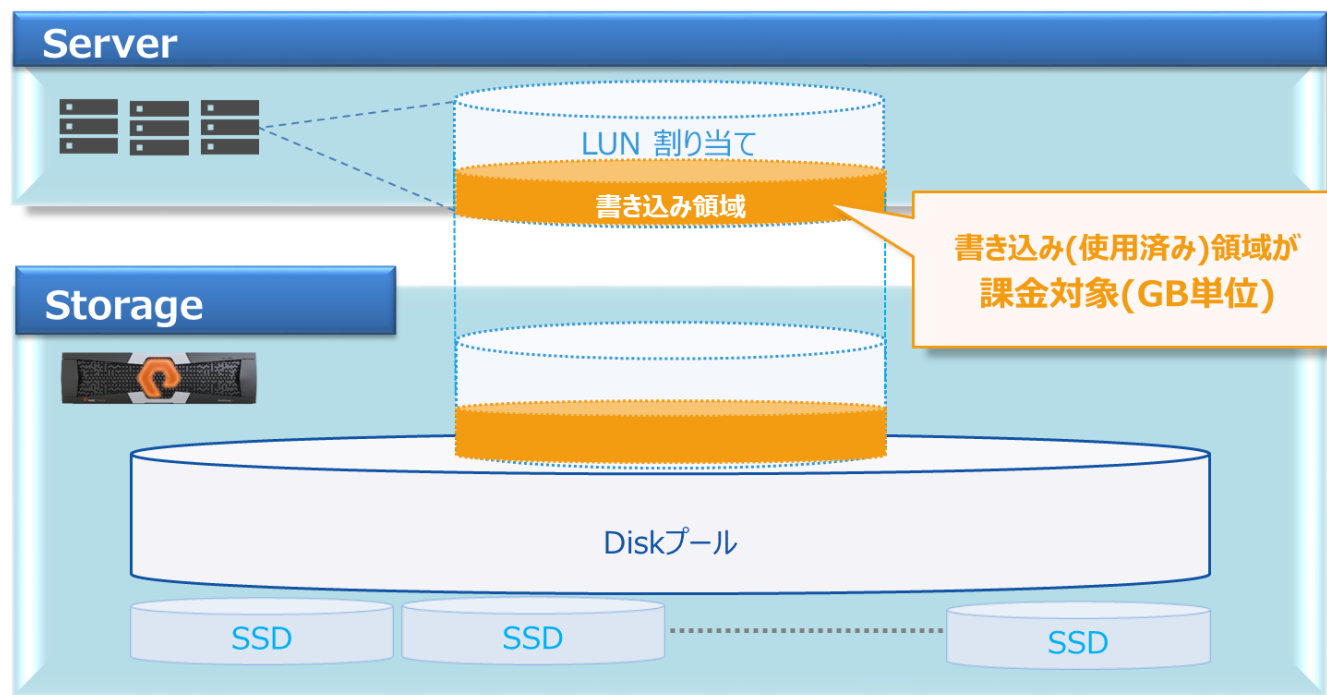 Server
LUN 割り当て
書き込み領域
書き込み(使用済み)領域が
課金対象(GB単位)
Storage
Diskプール
SSD
SSD
SSD